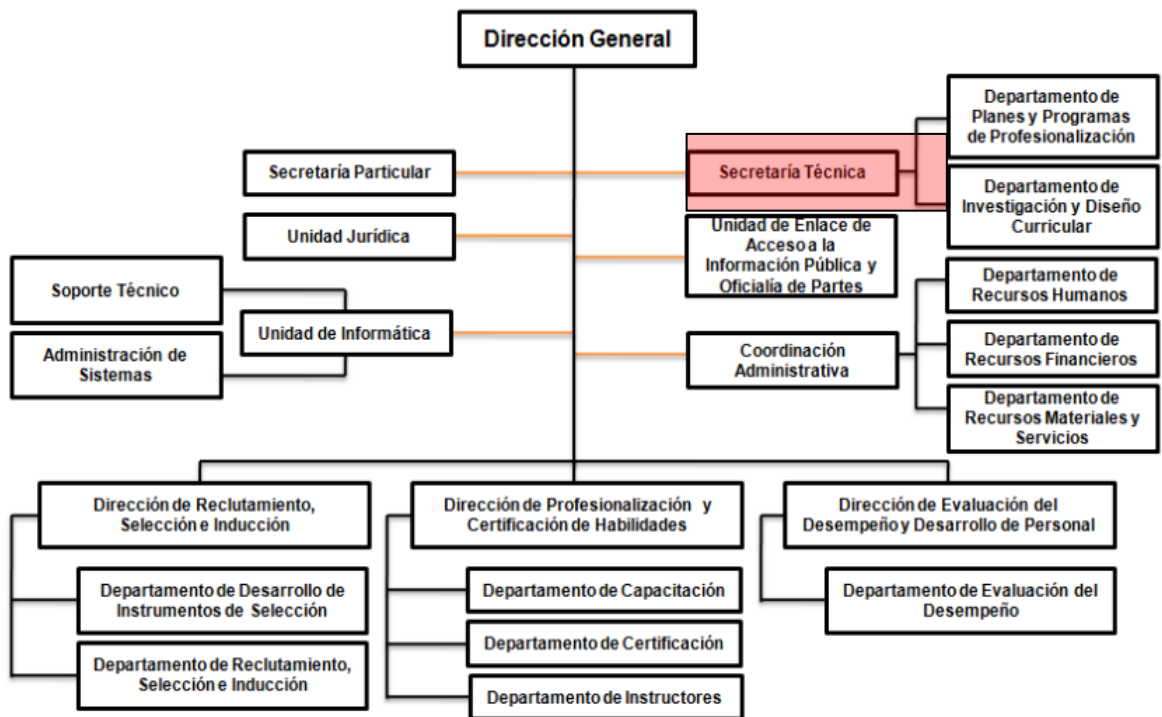 Dirección General
Departamento de
Planes y Programas
de Profesionalización
Secretaría Particular
Secretaría Técnica
Departamento de
Investigación y Diseño
Curricular
Unidad Jurídica
Unidad de Enlace de
Acceso a la
Información Pública y
Oficialía de Partes
Soporte Técnico
Departamento de
Recursos Humanos
Unidad de Informática
Administración de
Sistemas
Coordinación
Administrativa
Departamento de
Recursos Financieros
Departamento de
Recursos Materiales y
Servicios
Dirección de Reclutamiento,
Selección e Inducción
Dirección de Profesionalización y
Certificación de Habilidades
Dirección de Evaluación del
Desempeño y Desarrollo de Personal
Departamento de Desarrollo de
Instrumentos de Selección
Departamento de Capacitación
Departamento de Evaluación del
Desempeño
Departamento de Certificación
Departamento de Reclutamiento,
Selección e Inducción
Departamento de Instructores